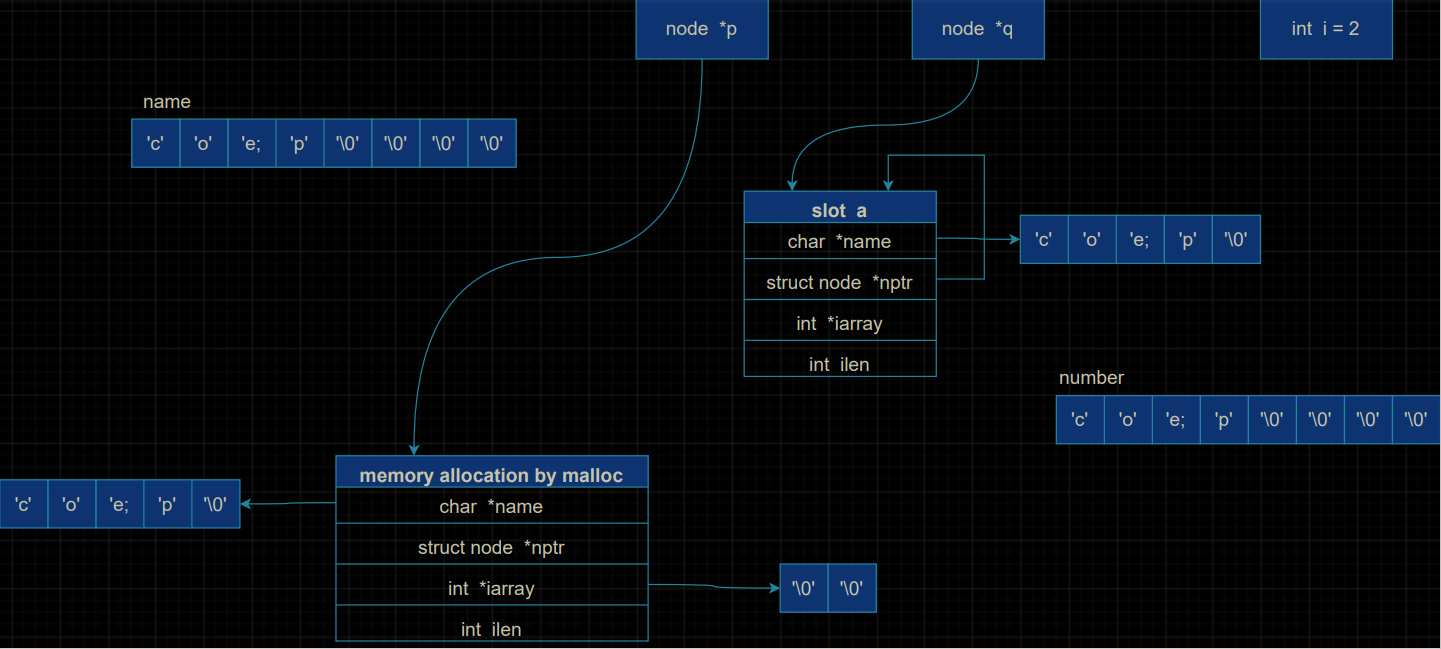 node *p
node *q
int i = 2
name
'c' 'o' 'e; 'p' '\0' '\0' '\0' '\0'
slot a
char *name
'c' 'o' 'e; 'p' '\0'
struct node *nptr
int *iarray
int ilen
number
'c' 'o' 'e; 'p' '\0' '\0' '\0' '\0'
memory allocation by malloc
'c' 'o' 'e; 'p' '\0'
char *name
struct node *nptr
int *iarray
'\0' '\0'
int ilen